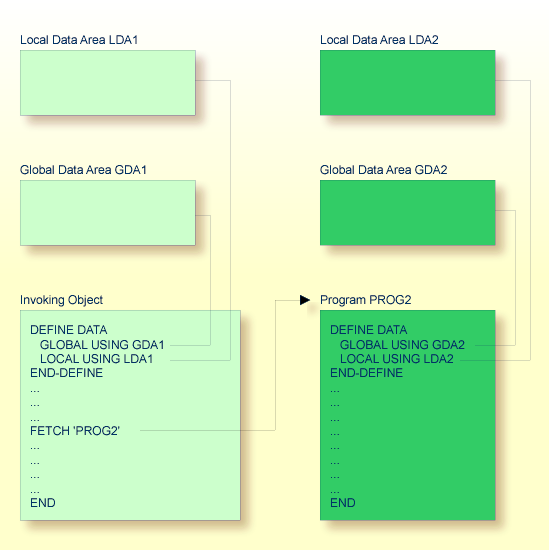 Local Data Area LDA1
Local Data Area LDA2
Global Data Area GDA1
Global Data Area GDA2
Invoking Object
DEFINE DATA
GLOBAL USING GDA1
LOCAL USING LDA1
END-DEFINE
...
...
...
FETCH 'PROG2'
...
...
...
...
END
Program PROG2
DEFINE DATA
GLOBAL USING GDA2
LOCAL USING LDA2
END-DEFINE
...
...
...
...
...
...
...
...
END